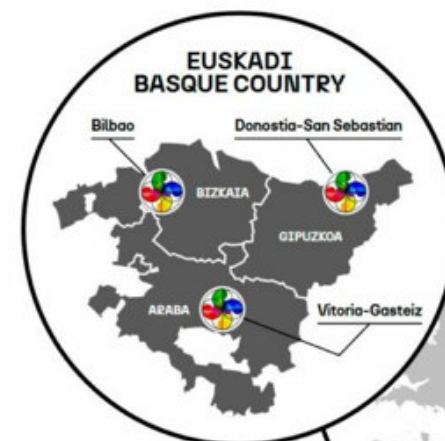 EUSKADI
BASQUE COUNTRY
Bilbao
Donostia-San Sebastian
BIZKAIA
GIPUZKOA
ARABA
Vitoria-Gasteiz